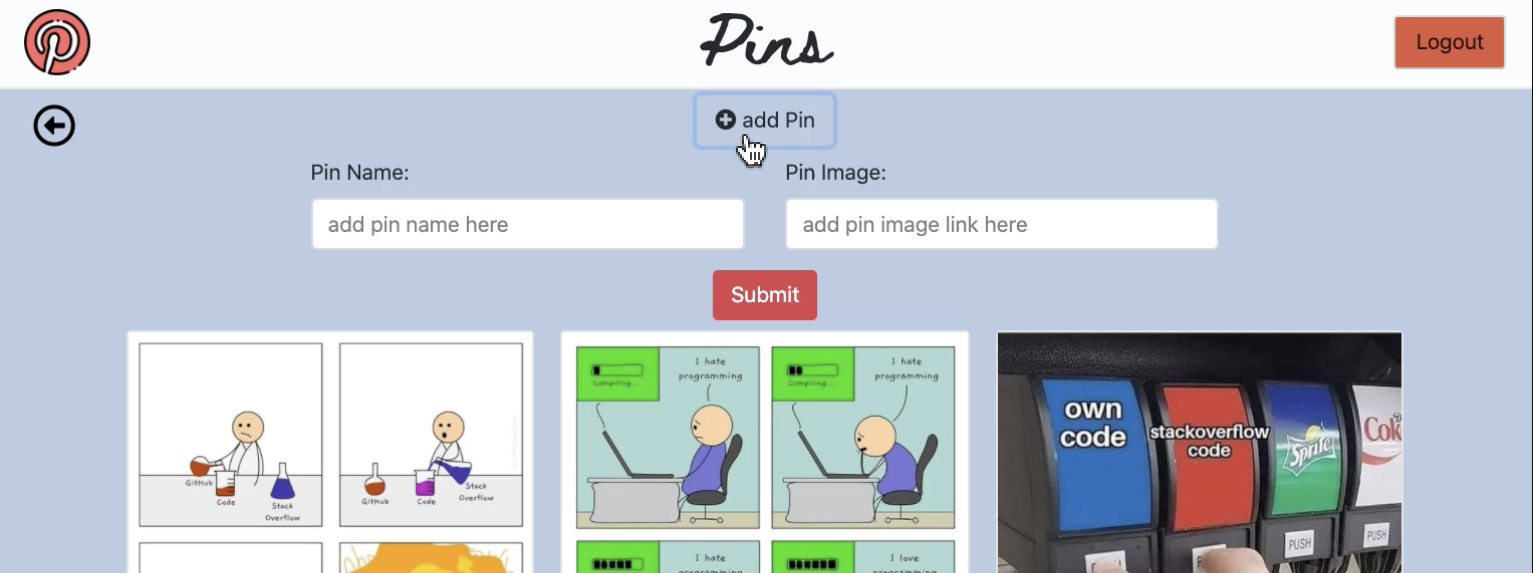 Pins
Logout
add Pin
Pin Name:
Pin Image:
add pin name here
add pin image link here
Submit
GitHub
Code
Stack
Overflow
GitHub
Code
Stack
Overflow
Compiling...
I hate
programming
Compiling...
I hate
programming
I hate
programming
I love
programming
own
code
stackoverflow
code
Sprite
Coke
PUSH
PUSH